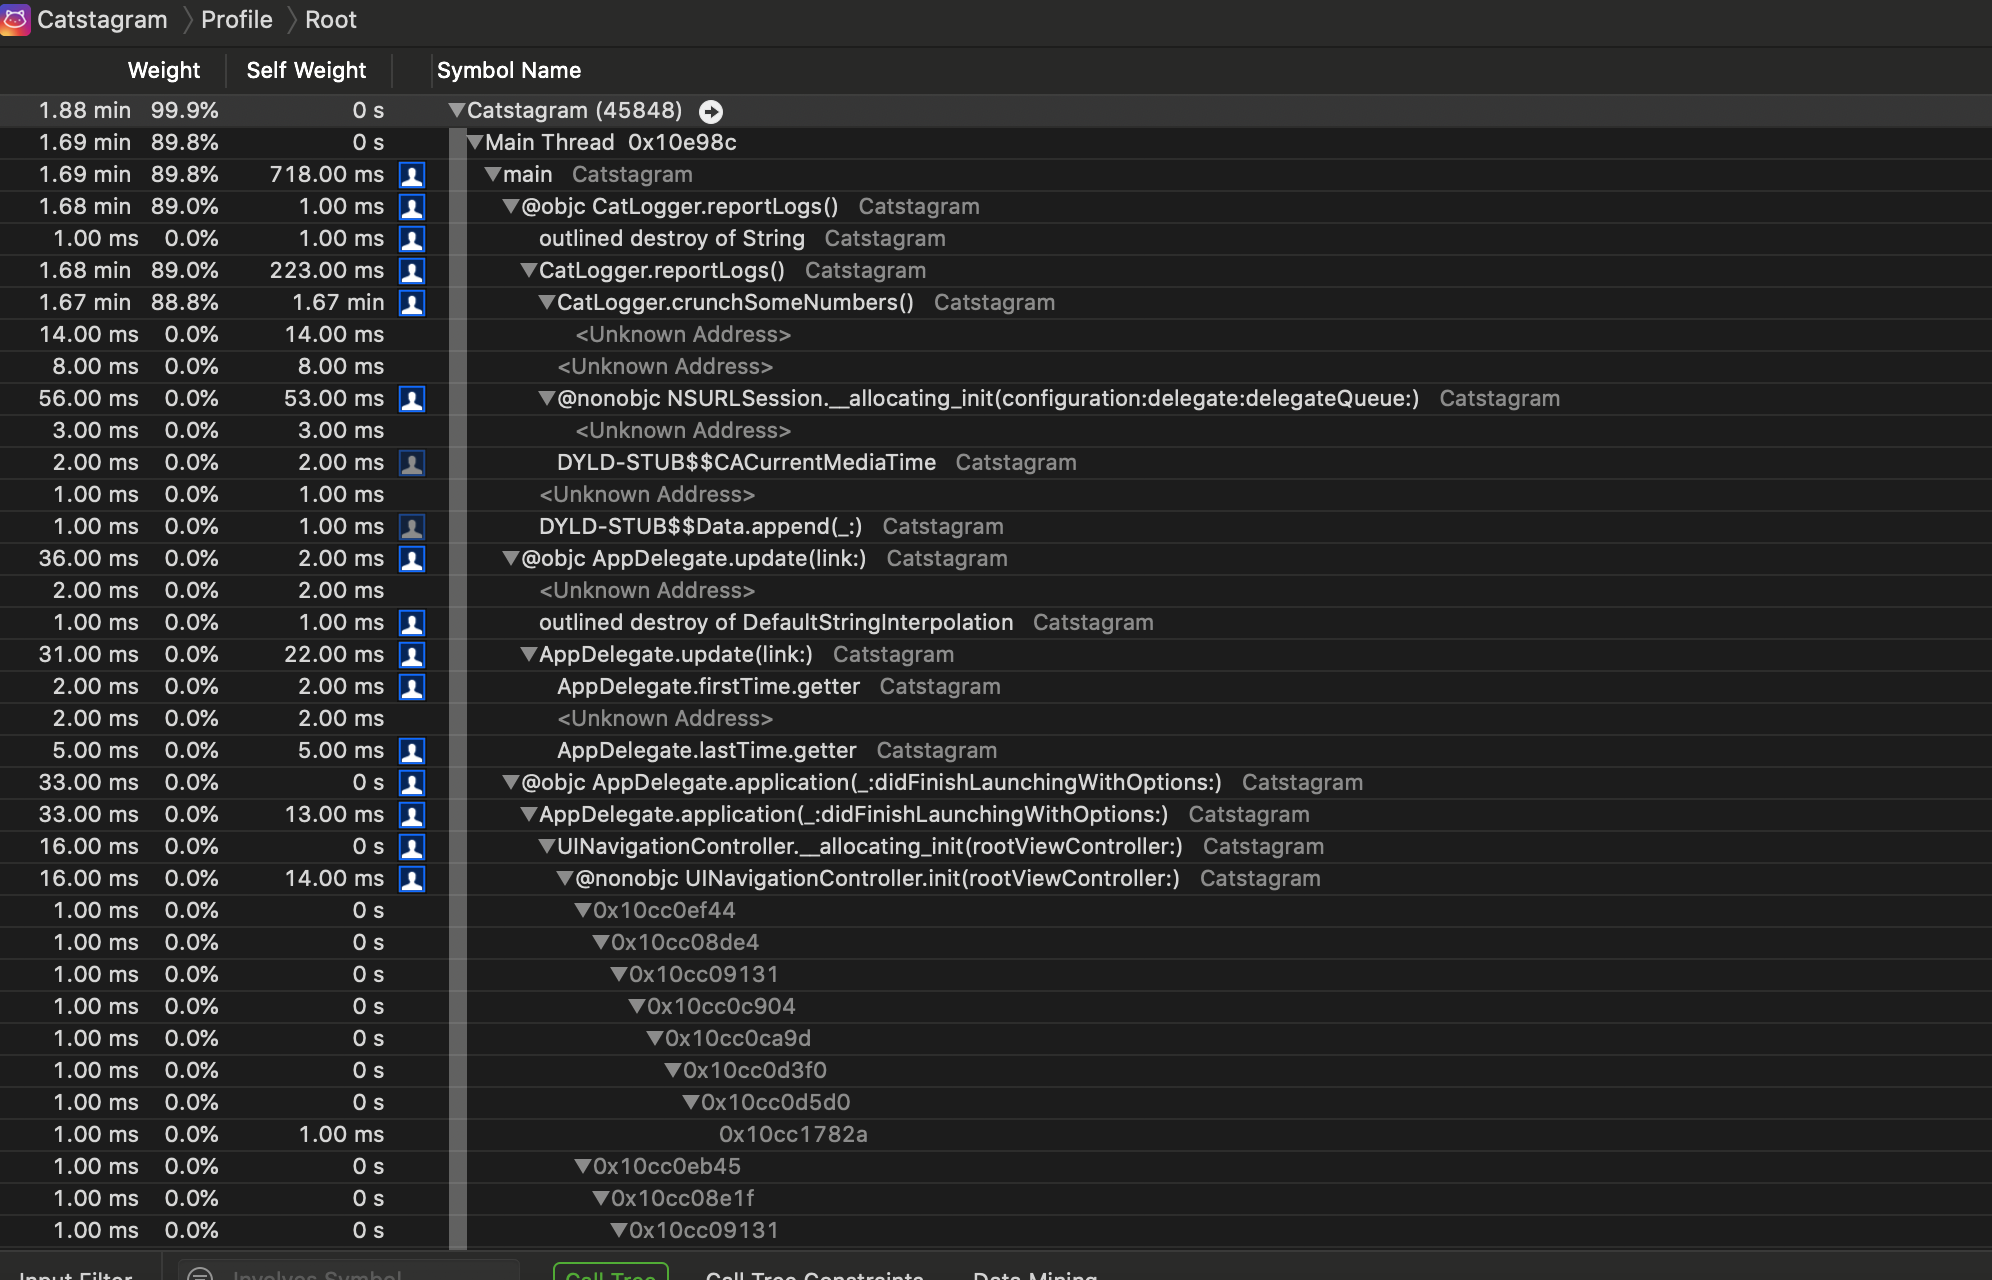 Catstagram Profile Root
Weight Self Weight Symbol Name
1.88 min 99.9% 0 s Catstagram (45848)
1.69 min 89.8% 0 s Main Thread 0x10e98c
1.69 min 89.8% 718.00 ms main Catstagram
1.68 min 89.0% 1.00 ms @objc CatLogger.reportLogs() Catstagram
1.00 ms 0.0% 1.00 ms outlined destroy of String Catstagram
1.68 min 89.0% 223.00 ms CatLogger.reportLogs() Catstagram
1.67 min 88.8% 1.67 min CatLogger.crunchSomeNumbers() Catstagram
14.00 ms 0.0% 14.00 ms <Unknown Address>
8.00 ms 0.0% 8.00 ms <Unknown Address>
56.00 ms 0.0% 53.00 ms @nonobjc NSURLSession.__allocating_init(configuration:delegate:delegateQueue:) Catstagram
3.00 ms 0.0% 3.00 ms <Unknown Address>
2.00 ms 0.0% 2.00 ms DYLD-STUB$$CACurrentMediaTime Catstagram
1.00 ms 0.0% 1.00 ms <Unknown Address>
1.00 ms 0.0% 1.00 ms DYLD-STUB$$Data.append(_:) Catstagram
36.00 ms 0.0% 2.00 ms @objc AppDelegate.update(link:) Catstagram
2.00 ms 0.0% 2.00 ms <Unknown Address>
1.00 ms 0.0% 1.00 ms outlined destroy of DefaultStringInterpolation Catstagram
31.00 ms 0.0% 22.00 ms AppDelegate.update(link:) Catstagram
2.00 ms 0.0% 2.00 ms AppDelegate.firstTime.getter Catstagram
2.00 ms 0.0% 2.00 ms <Unknown Address>
5.00 ms 0.0% 5.00 ms AppDelegate.lastTime.getter Catstagram
33.00 ms 0.0% 0 s @objc AppDelegate.application(_:didFinishLaunchingWithOptions:) Catstagram
33.00 ms 0.0% 13.00 ms AppDelegate.application(_:didFinishLaunchingWithOptions:) Catstagram
16.00 ms 0.0% 0 s UINavigationController.__allocating_init(rootViewController:) Catstagram
16.00 ms 0.0% 14.00 ms @nonobjc UINavigationController.init(rootViewController:) Catstagram
1.00 ms 0.0% 0 s 0x10cc0ef44
1.00 ms 0.0% 0 s 0x10cc08de4
1.00 ms 0.0% 0 s 0x10cc09131
1.00 ms 0.0% 0 s 0x10cc0c904
1.00 ms 0.0% 0 s 0x10cc0ca9d
1.00 ms 0.0% 0 s 0x10cc0d3f0
1.00 ms 0.0% 0 s 0x10cc0d5d0
1.00 ms 0.0% 1.00 ms 0x10cc1782a
1.00 ms 0.0% 0 s 0x10cc0eb45
1.00 ms 0.0% 0 s 0x10cc08e1f
1.00 ms 0.0% 0 s 0x10cc09131
Input Filter Involves Symbol Call Tree Call Tree Constraints Data Mining